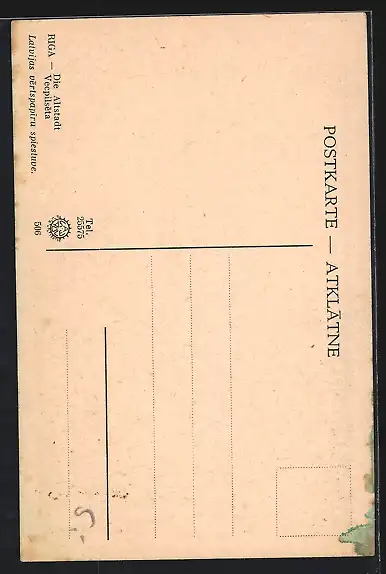 POSTKARTE — ATKLĀTNE
RIGA — Die Altstadt
Vecpilsēta
Latvijas vērtspapīru spiestuve.
Tel.
25575
506